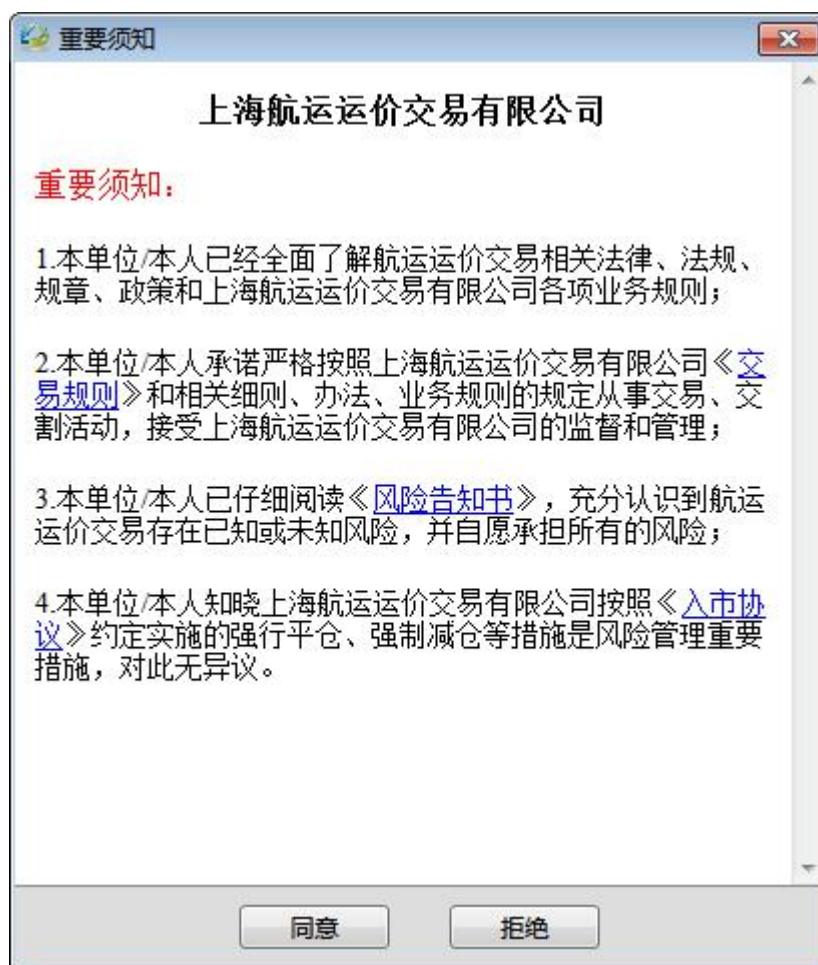 重要须知
上海航运运价交易有限公司
重要须知：
1.本单位/本人已经全面了解航运运价交易相关法律、法规、
规章、政策和上海航运运价交易有限公司各项业务规则；
2.本单位/本人承诺严格按照上海航运运价交易有限公司《交
易规则》和相关细则、办法、业务规则的规定从事交易、交
割活动，接受上海航运运价交易有限公司的监督和管理；
3.本单位/本人已仔细阅读《风险告知书》，充分认识到航运
运价交易存在已知或未知风险，并自愿承担所有的风险；
4.本单位/本人知晓上海航运运价交易有限公司按照《入市协
议》约定实施的强行平仓、强制减仓等措施是风险管理重要
措施，对此无异议。
同意 拒绝